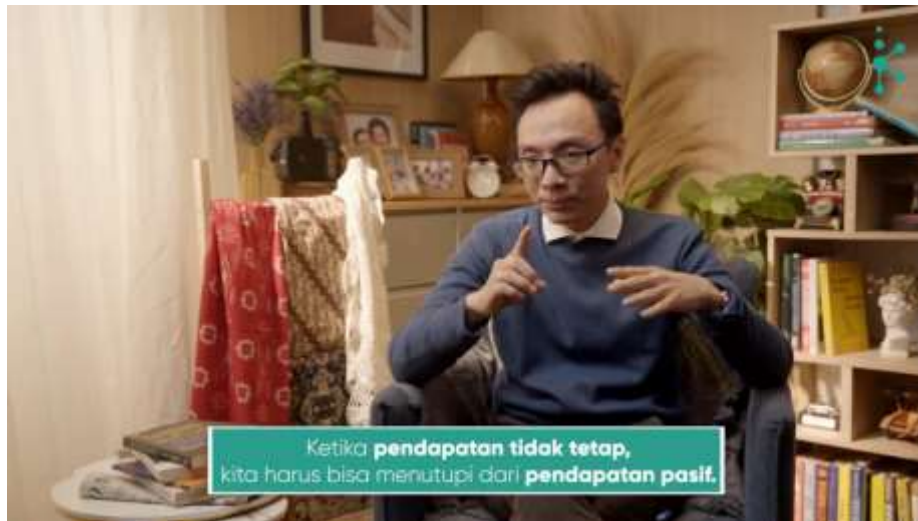 Ketika pendapatan tidak tetap,
kita harus bisa menutupi dari pendapatan pasif.